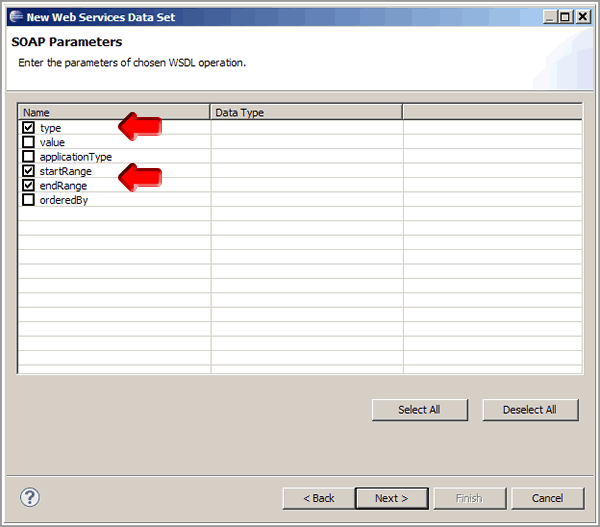 New Web Services Data Set
SOAP Parameters
Enter the parameters of chosen WSDL operation.
Name Data Type
type
value
applicationType
startRange
endRange
orderedBy
Select All Deselect All
? < Back Next > Finish Cancel